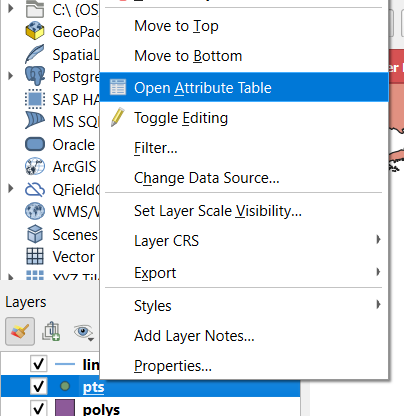 C:\ (OS
Move to Top
GeoPac
Move to Bottom
SpatiaL
Open Attribute Table
Postgre
Toggle Editing
SAP HA
Filter...
MS SQ
Change Data Source...
Oracle
ArcGIS
Set Layer Scale Visibility...
QField
WMS/W
Layer CRS
Scenes
Vector
Export
XYZ Til
Layers
Styles
Add Layer Notes...
lin
Properties...
pts
polys